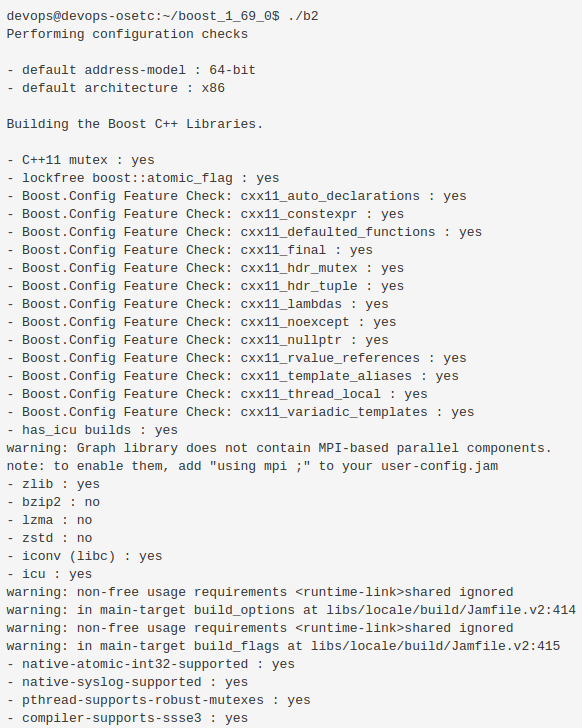 devops@devops-osetc:~/boost_1_69_0$ ./b2
Performing configuration checks
- default address-model : 64-bit
- default architecture : x86
Building the Boost C++ Libraries.
- C++11 mutex : yes
- lockfree boost::atomic_flag : yes
- Boost.Config Feature Check: cxx11_auto_declarations : yes
- Boost.Config Feature Check: cxx11_constexpr : yes
- Boost.Config Feature Check: cxx11_defaulted_functions : yes
- Boost.Config Feature Check: cxx11_final : yes
- Boost.Config Feature Check: cxx11_hdr_mutex : yes
- Boost.Config Feature Check: cxx11_hdr_tuple : yes
- Boost.Config Feature Check: cxx11_lambdas : yes
- Boost.Config Feature Check: cxx11_noexcept : yes
- Boost.Config Feature Check: cxx11_nullptr : yes
- Boost.Config Feature Check: cxx11_rvalue_references : yes
- Boost.Config Feature Check: cxx11_template_aliases : yes
- Boost.Config Feature Check: cxx11_thread_local : yes
- Boost.Config Feature Check: cxx11_variadic_templates : yes
- has_icu builds : yes
warning: Graph library does not contain MPI-based parallel components.
note: to enable them, add "using mpi ;" to your user-config.jam
- zlib : yes
- bzip2 : no
- lzma : no
- zstd : no
- iconv (libc) : yes
- icu : yes
warning: non-free usage requirements <runtime-link>shared ignored
warning: in main-target build_options at libs/locale/build/Jamfile.v2:414
warning: non-free usage requirements <runtime-link>shared ignored
warning: in main-target build_flags at libs/locale/build/Jamfile.v2:415
- native-atomic-int32-supported : yes
- native-syslog-supported : yes
- pthread-supports-robust-mutexes : yes
- compiler-supports-ssse3 : yes